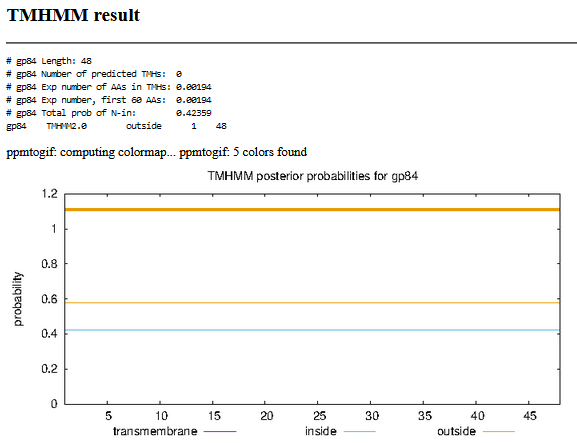 TMHMM result
# gp84 Length: 48
# gp84 Number of predicted TMHs: 0
# gp84 Exp number of AAs in TMHs: 0.00194
# gp84 Exp number, first 60 AAs: 0.00194
# gp84 Total prob of N-in: 0.42359
gp84 TMHMM2.0 outside 1 48
ppmtogif: computing colormap... ppmtogif: 5 colors found
TMHMM posterior probabilities for gp84
1.2
1
0.8
0.6
0.4
0.2
0
probability
5 10 15 20 25 30 35 40 45
transmembrane inside outside